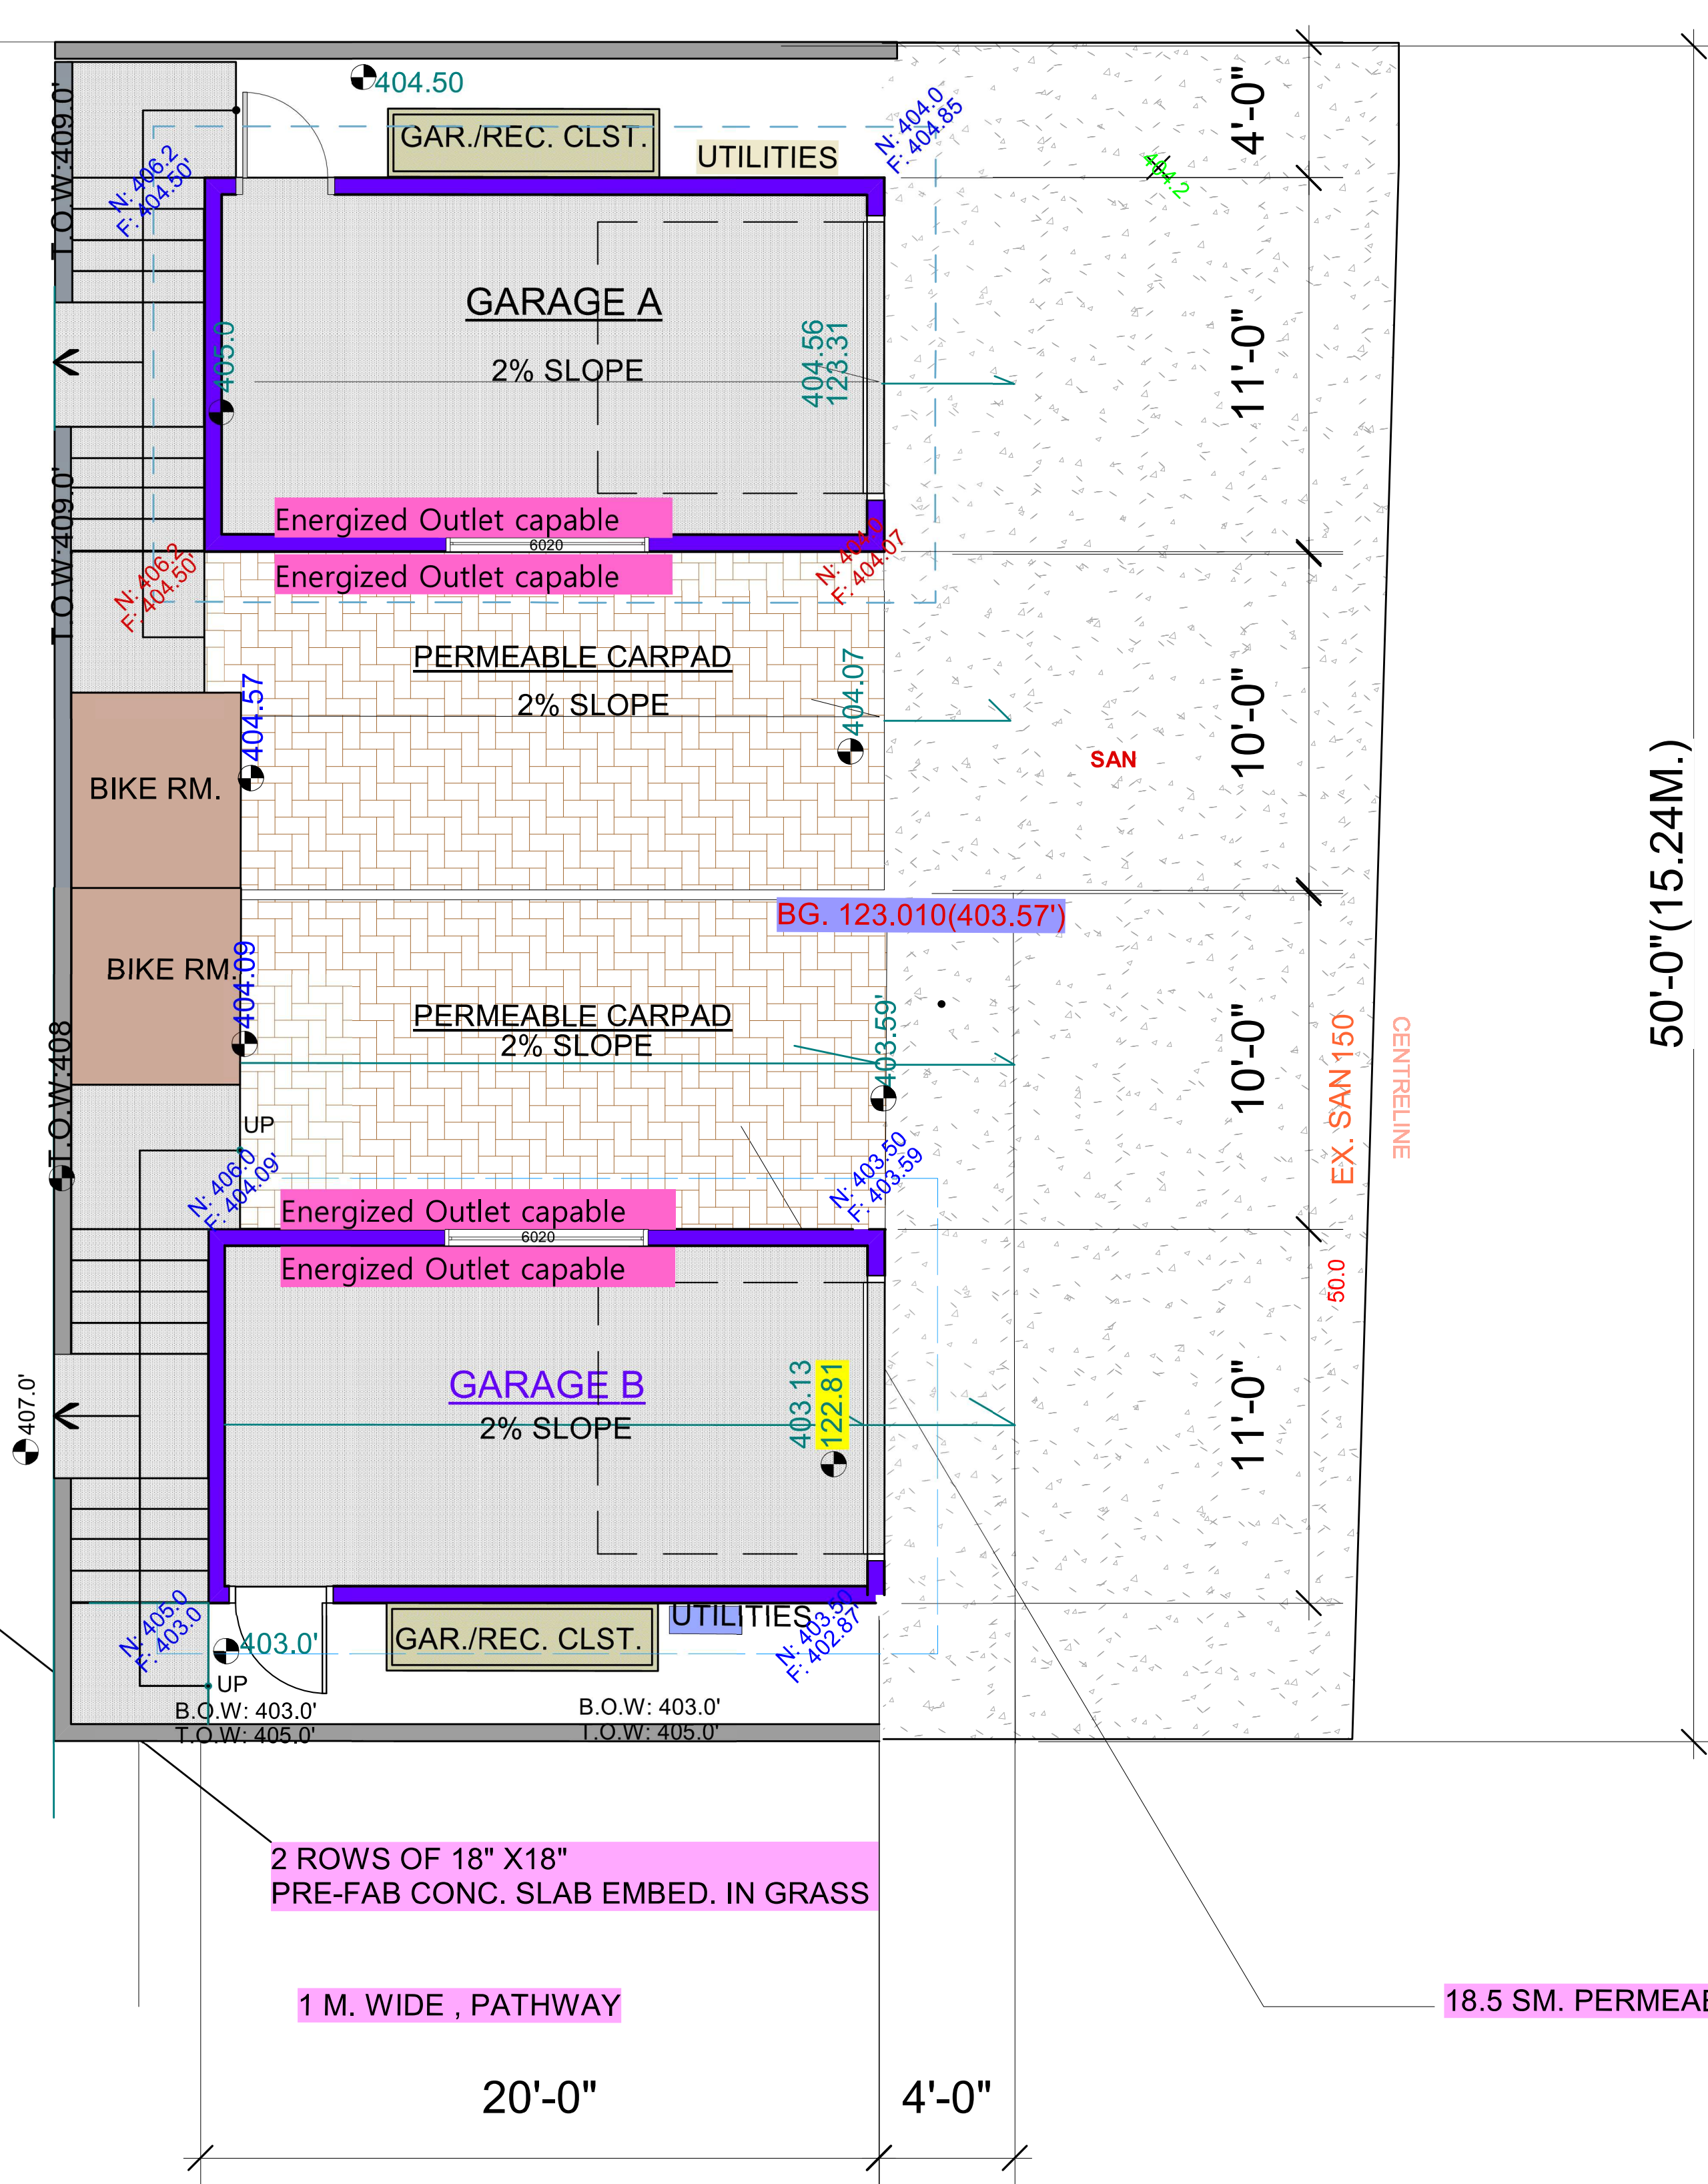 404.50
4'-0"
T.O.W:409.0'
GAR./REC. CLST.
UTILITIES
N: 404.0
F: 404.85
404.2
N: 406.2
F: 404.50'
GARAGE A
2% SLOPE
405.0
404.56
123.31
11'-0"
T.O.W:409.0'
Energized Outlet capable
6020
Energized Outlet capable
N: 406.2
F: 404.50'
N: 404.0
F: 404.07
PERMEABLE CARPAD
2% SLOPE
404.57
404.07
10'-0"
SAN
BIKE RM.
50'-0"(15.24M.)
BG. 123.010(403.57')
BIKE RM.
404.09
PERMEABLE CARPAD
2% SLOPE
403.59'
10'-0"
EX. SAN 150
CENTRELINE
T.O.W:408
UP
N: 406.0
F: 404.09'
N: 403.50
F: 403.59
Energized Outlet capable
6020
Energized Outlet capable
50.0
GARAGE B
2% SLOPE
403.13
122.81
11'-0"
407.0'
N: 405.0
F: 403.0
403.0'
GAR./REC. CLST.
UTILITIES
N: 403.50
F: 402.87'
UP
B.O.W: 403.0'
T.O.W: 405.0'
B.O.W: 403.0'
T.O.W: 405.0'
2 ROWS OF 18" X18"
PRE-FAB CONC. SLAB EMBED. IN GRASS
1 M. WIDE , PATHWAY
18.5 SM.
20'-0"
4'-0"